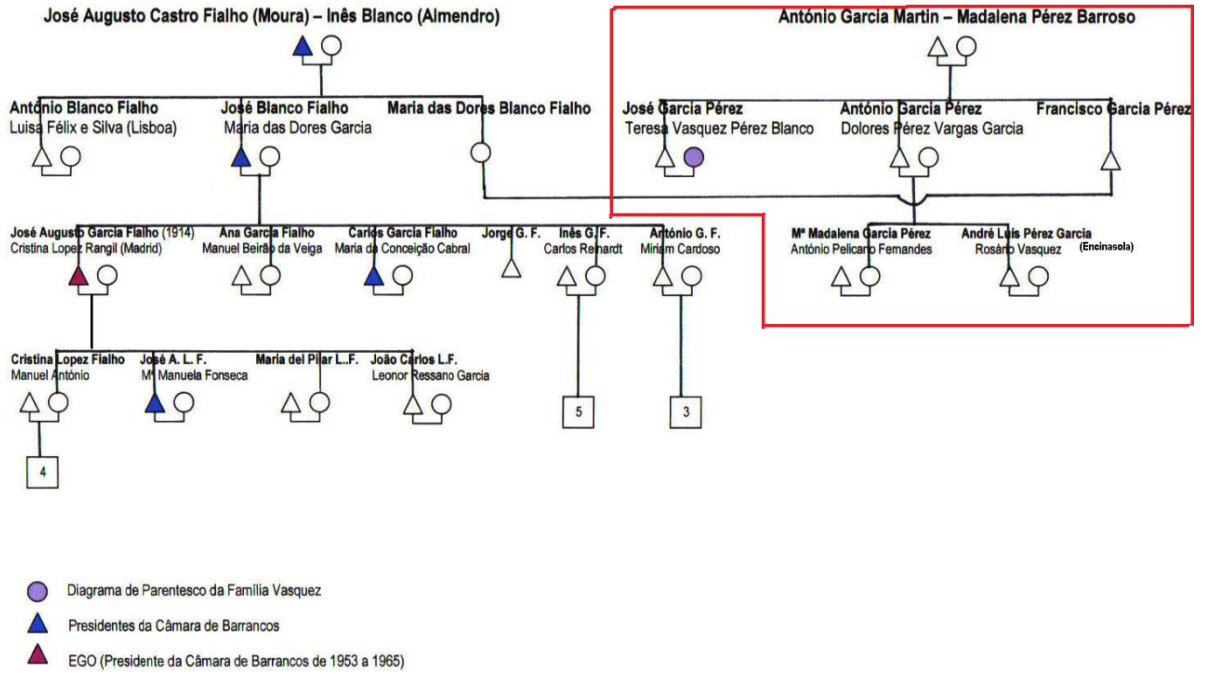 José Augusto Castro Fialho (Moura) – Inês Blanco (Almendro)
António Garcia Martin – Madalena Pérez Barroso
António Blanco Fialho
Luisa Félix e Silva (Lisboa)
José Blanco Fialho
Maria das Dores Garcia
Maria das Dores Blanco Fialho
José Garcia Pérez
Teresa Vasquez Pérez Blanco
António Garcia Pérez
Dolores Pérez Vargas Garcia
Francisco Garcia Pérez
José Augusto Garcia Fialho (1914)
Cristina Lopez Rangil (Madrid)
Ana Garcia Fialho
Manuel Beirão da Veiga
Carlos Garcia Fialho
Maria da Conceição Cabral
Jorge G. F.
Inês G. F.
Carlos Reinhardt
António G. F.
Miriam Cardoso
Mª Madalena Garcia Pérez
António Pelicano Fernandes
André Luis Pérez Garcia
Rosário Vasquez
(Encinasola)
Cristina Lopez Fialho
Manuel António
José A. L. F.
Mª Manuela Fonseca
Maria del Pilar L..F.
João Carlos L.F.
Leonor Ressano Garcia
5
3
4
Diagrama de Parentesco da Família Vasquez
Presidentes da Câmara de Barrancos
EGO (Presidente da Câmara de Barrancos de 1953 a 1965)